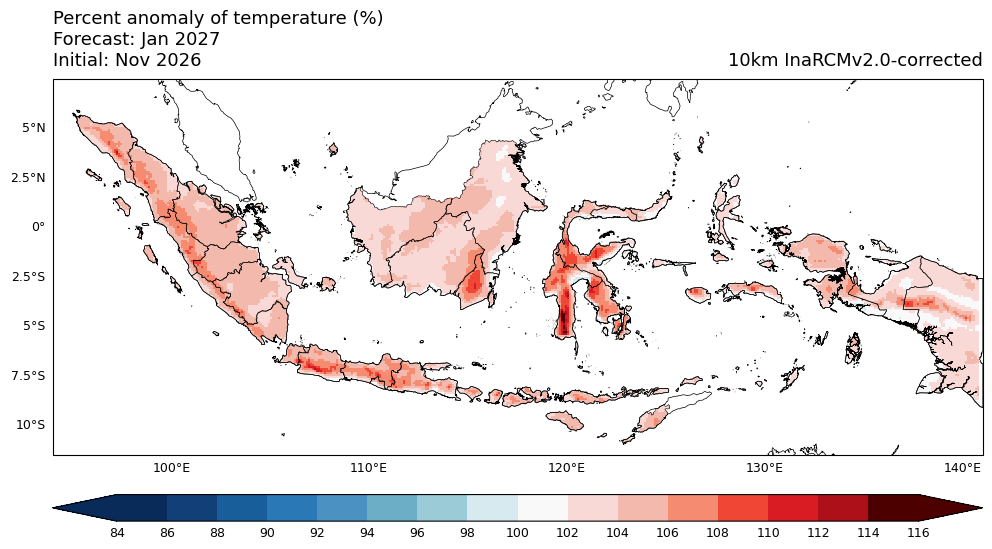 Percent anomaly of temperature (%)
Forecast: Jan 2027
Initial: Nov 2026
10km InaRCMv2.0-corrected
5°N
2.5°N
0°
2.5°S
5°S
7.5°S
10°S
100°E 110°E 120°E 130°E 140°E
84 86 88 90 92 94 96 98 100 102 104 106 108 110 112 114 116